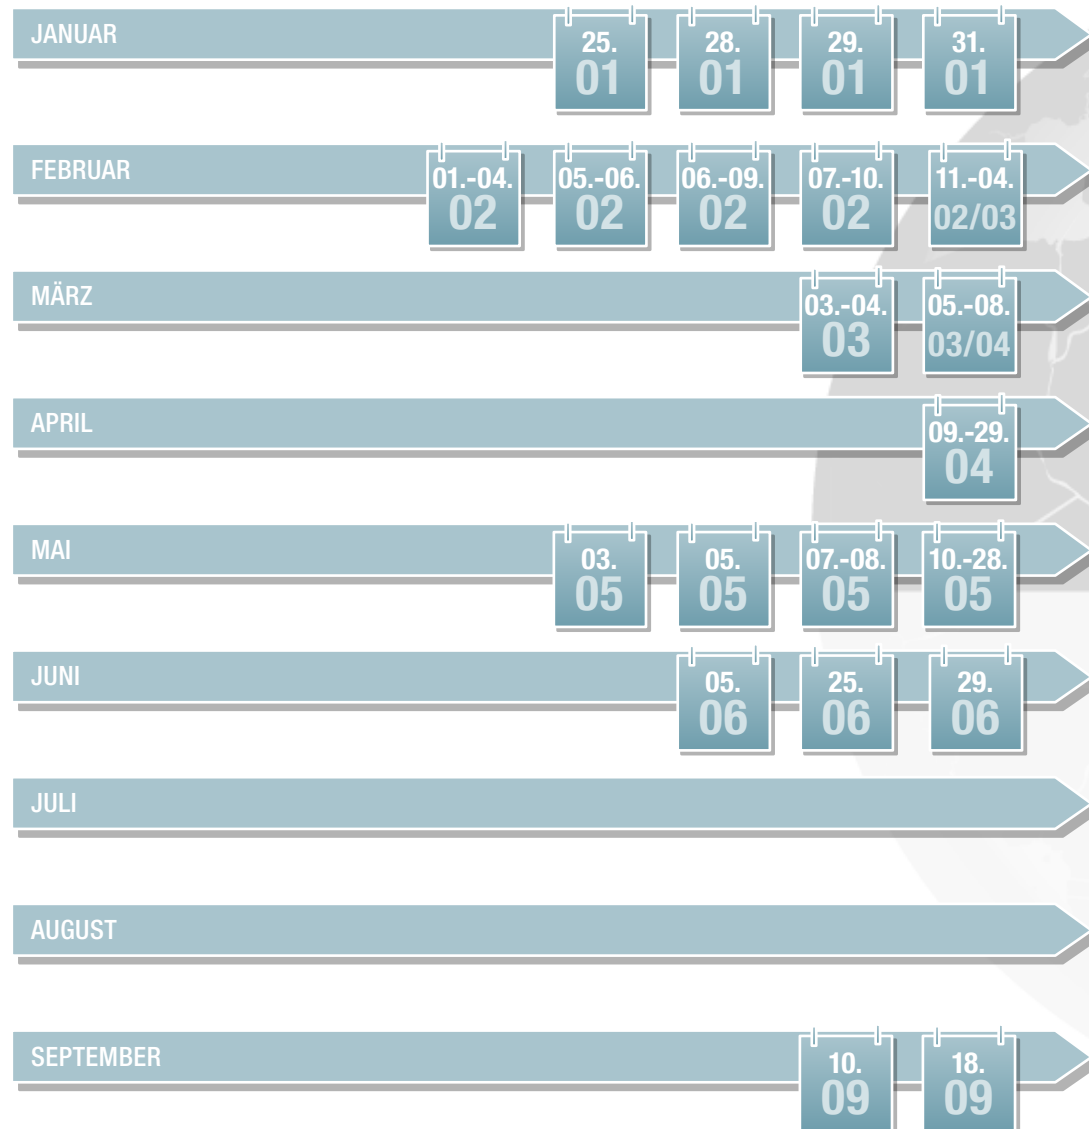 JANUAR
25. 28. 29. 31.
01 01 01 01
FEBRUAR
01.-04. 05.-06. 06.-09. 07.-10. 11.-04.
02 02 02 02 02/03
MÄRZ
03.-04. 05.-08.
03 03/04
APRIL
09.-29.
04
MAI
03. 05. 07.-08. 10.-28.
05 05 05 05
JUNI
05. 25. 29.
06 06 06
JULI
AUGUST
SEPTEMBER
10. 18.
09 09